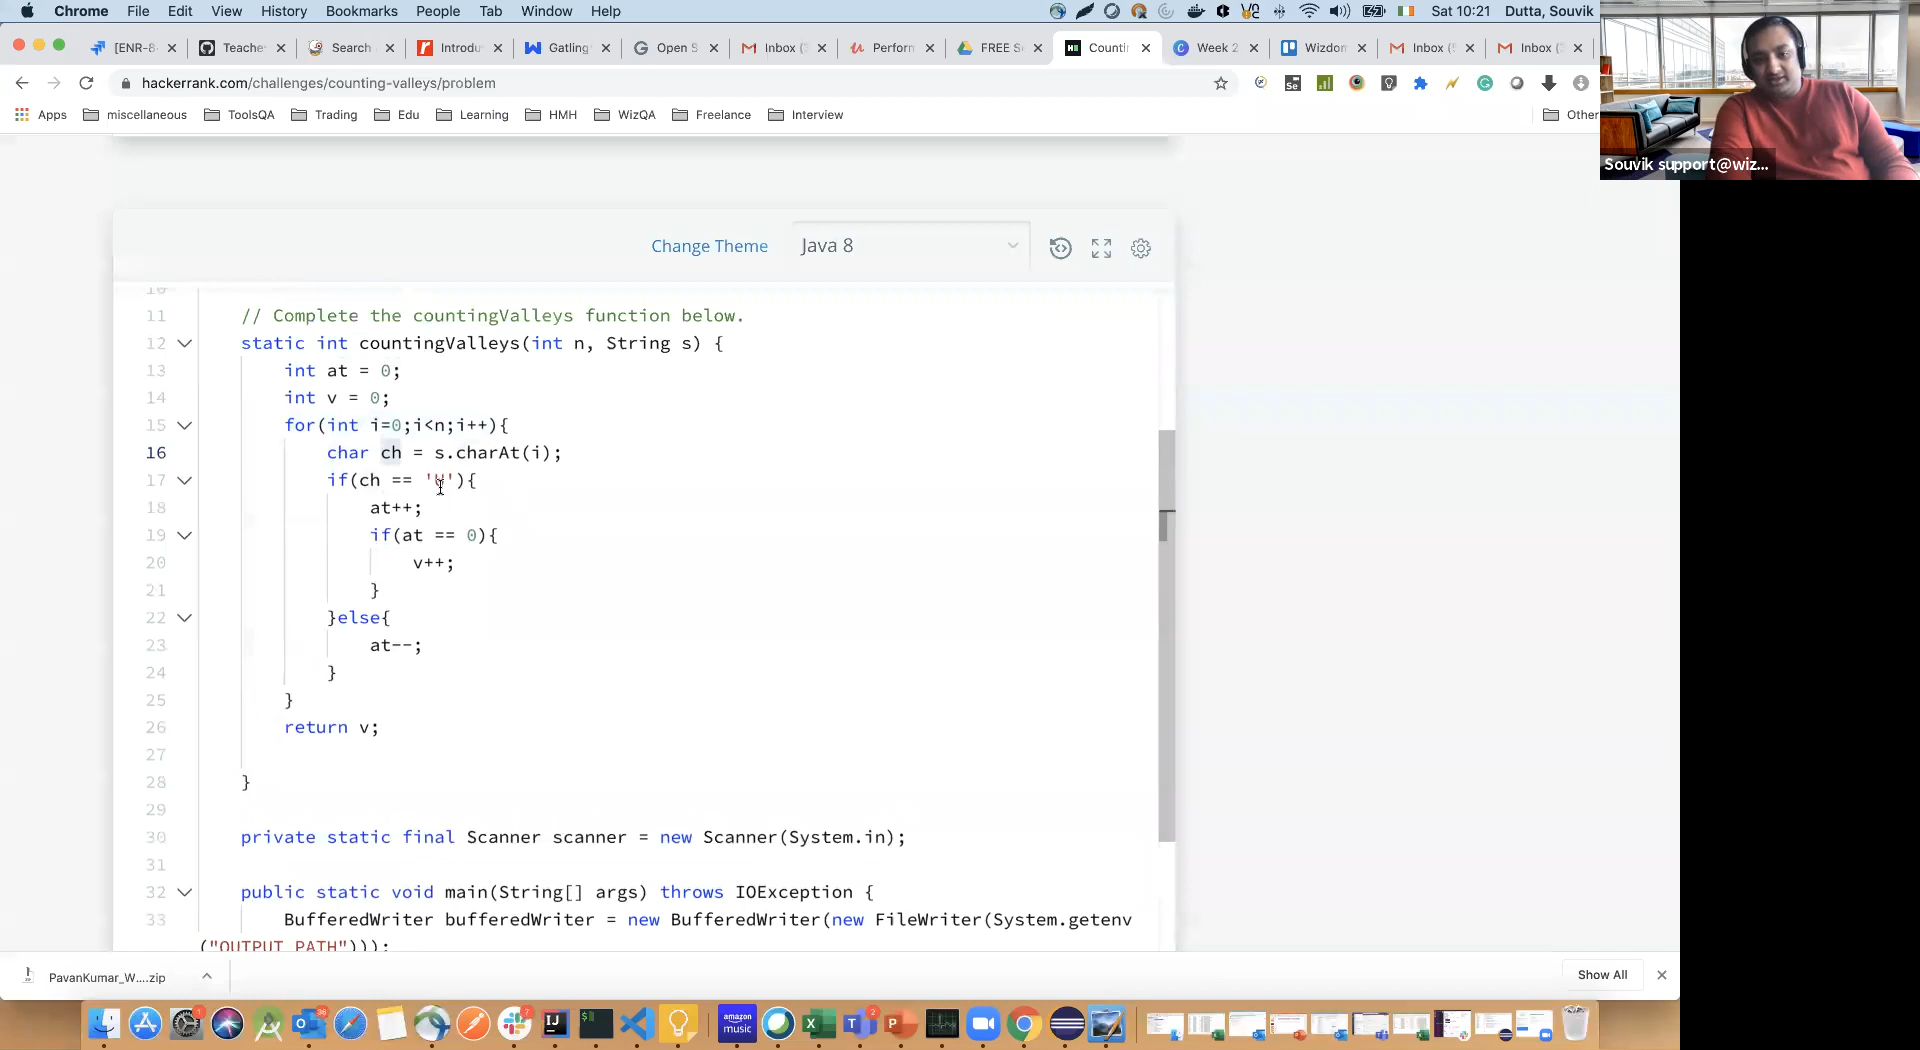 Chrome File Edit View History Bookmarks People Tab Window Help Sat 10:21 Dutta, Souvik
[ENR-8 Teache Search Introdu Gatling Open S Inbox ( Perform FREE Se Counti Week 2 Wizdom Inbox ( Inbox (
hackerrank.com/challenges/counting-valleys/problem
Apps miscellaneous ToolsQA Trading Edu Learning HMH WizQA Freelance Interview Other
Souvik support@wiz...
Change Theme Java 8
10
11 // Complete the countingValleys function below.
12 static int countingValleys(int n, String s) {
13 int at = 0;
14 int v = 0;
15 for(int i=0;i<n;i++){
16 char ch = s.charAt(i);
17 if(ch == 'U'){
18 at++;
19 if(at == 0){
20 v++;
21 }
22 }else{
23 at--;
24 }
25 }
26 return v;
27
28 }
29
30 private static final Scanner scanner = new Scanner(System.in);
31
32 public static void main(String[] args) throws IOException {
33 BufferedWriter bufferedWriter = new BufferedWriter(new FileWriter(System.getenv
("OUTPUT_PATH")));
PavanKumar_W....zip Show All
amazon music